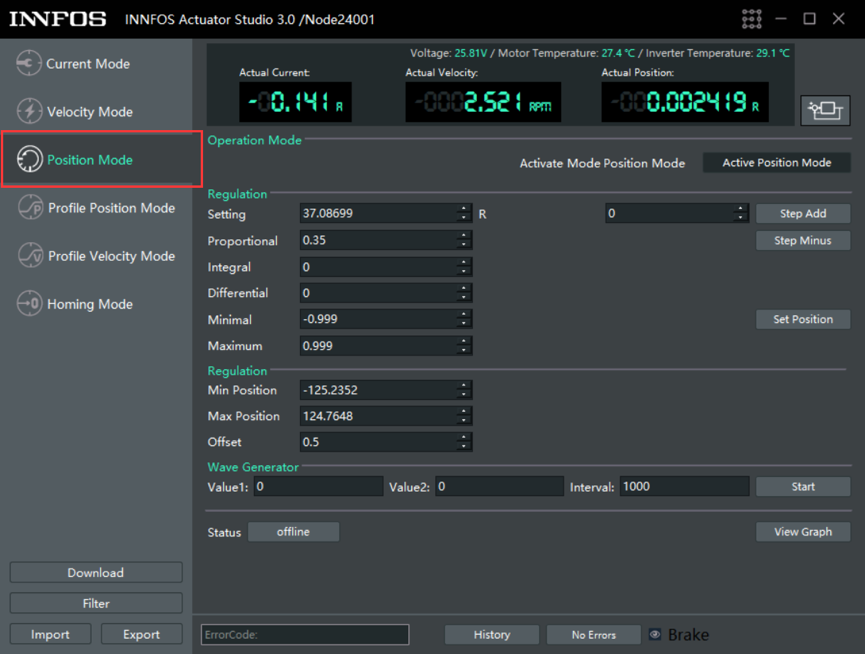 INNFOS INNFOS Actuator Studio 3.0 /Node24001
Current Mode
Velocity Mode
Position Mode
Profile Position Mode
Profile Velocity Mode
Homing Mode
Download
Filter
Import Export
Voltage: 25.81V / Motor Temperature: 27.4 ℃ / Inverter Temperature: 29.1 ℃
Actual Current: Actual Velocity: Actual Position:
-0.141 R 2.521 RPM 0.002419 R
Operation Mode
Activate Mode Position Mode Active Position Mode
Regulation
Setting 37.08699 R 0 Step Add
Proportional 0.35 Step Minus
Integral 0
Differential 0
Minimal -0.999 Set Position
Maximum 0.999
Regulation
Min Position -125.2352
Max Position 124.7648
Offset 0.5
Wave Generator
Value1: 0 Value2: 0 Interval: 1000 Start
Status offline View Graph
ErrorCode: History No Errors Brake